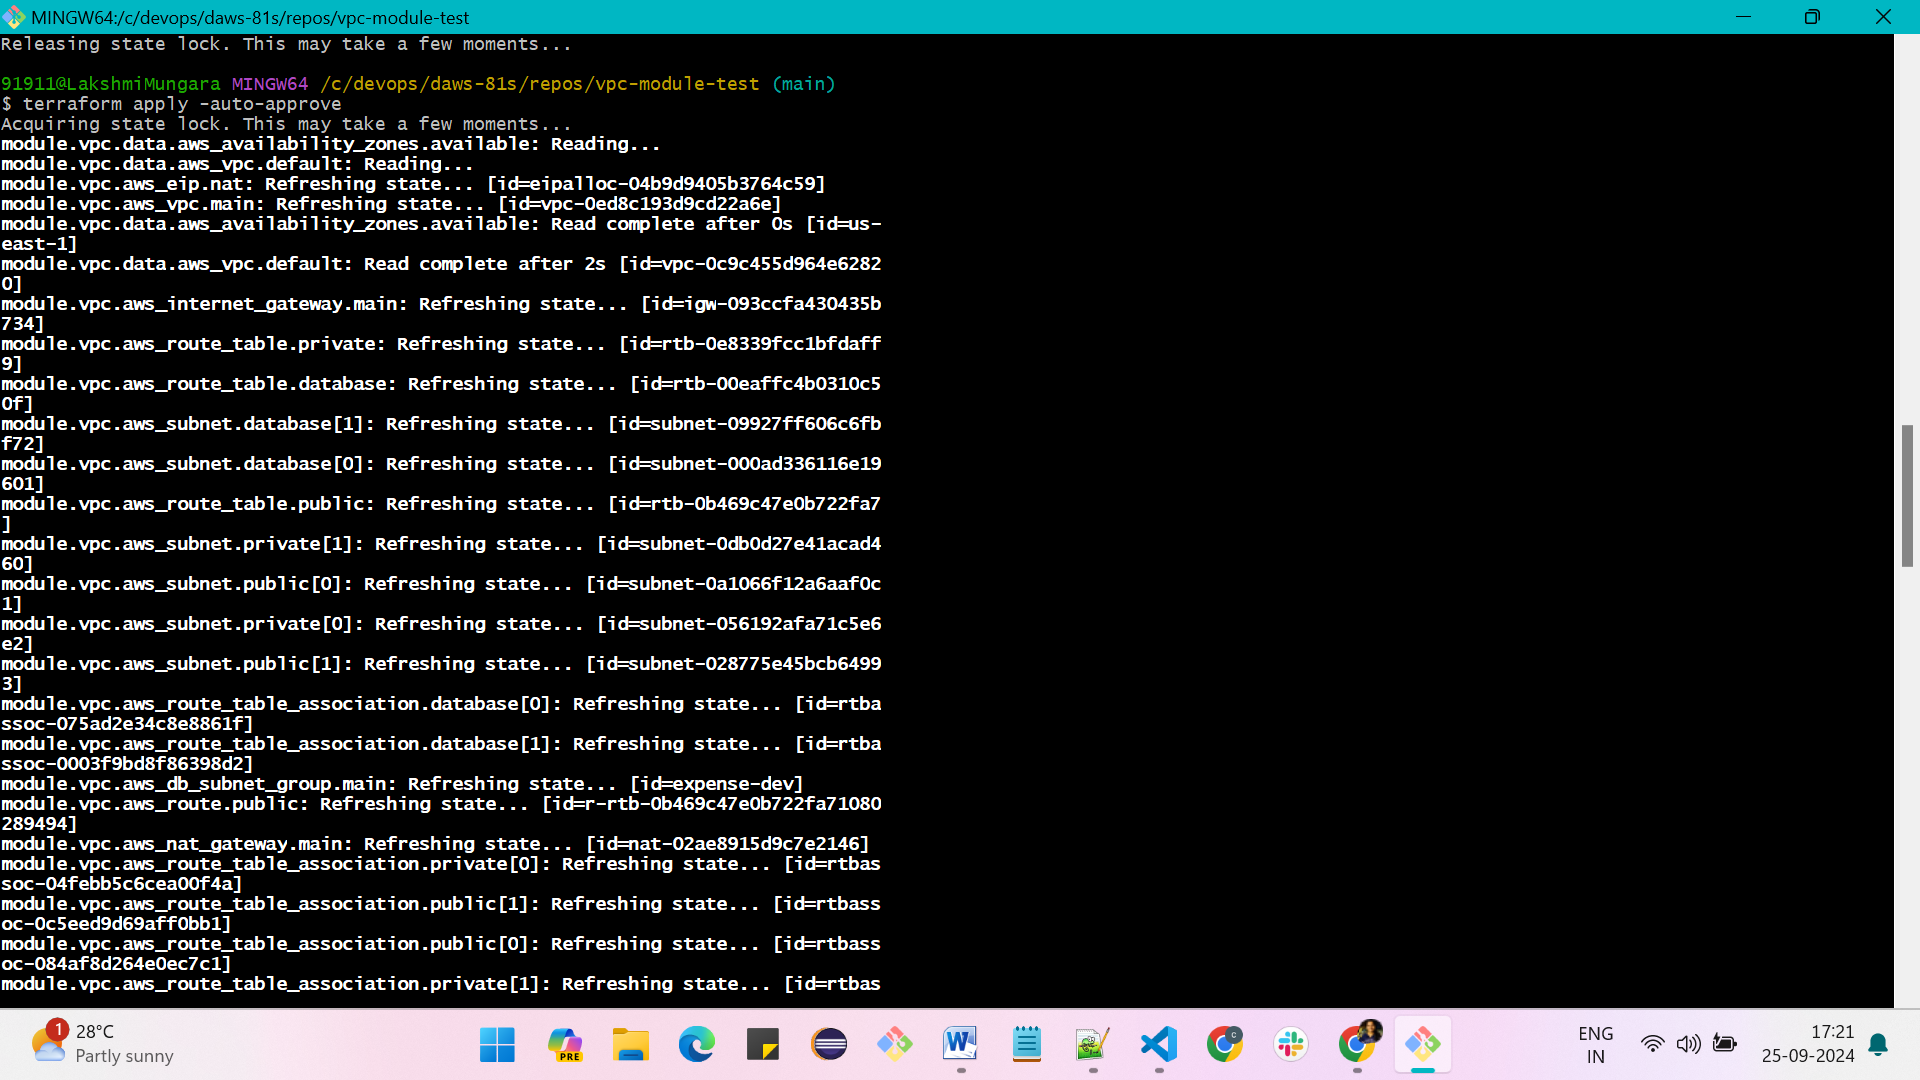 MINGW64:/c/devops/daws-81s/repos/vpc-module-test
Releasing state lock. This may take a few moments...
91911@LakshmiMungara MINGW64 /c/devops/daws-81s/repos/vpc-module-test (main)
$ terraform apply -auto-approve
Acquiring state lock. This may take a few moments...
module.vpc.data.aws_availability_zones.available: Reading...
module.vpc.data.aws_vpc.default: Reading...
module.vpc.aws_eip.nat: Refreshing state... [id=eipalloc-04b9d9405b3764c59]
module.vpc.aws_vpc.main: Refreshing state... [id=vpc-0ed8c193d9cd22a6e]
module.vpc.data.aws_availability_zones.available: Read complete after 0s [id=us-
east-1]
module.vpc.data.aws_vpc.default: Read complete after 2s [id=vpc-0c9c455d964e6282
0]
module.vpc.aws_internet_gateway.main: Refreshing state... [id=igw-093ccfa430435b
734]
module.vpc.aws_route_table.private: Refreshing state... [id=rtb-0e8339fcc1bfdaff
9]
module.vpc.aws_route_table.database: Refreshing state... [id=rtb-00eaffc4b0310c5
0f]
module.vpc.aws_subnet.database[1]: Refreshing state... [id=subnet-09927ff606c6fb
f72]
module.vpc.aws_subnet.database[0]: Refreshing state... [id=subnet-000ad336116e19
601]
module.vpc.aws_route_table.public: Refreshing state... [id=rtb-0b469c47e0b722fa7
]
module.vpc.aws_subnet.private[1]: Refreshing state... [id=subnet-0db0d27e41acad4
60]
module.vpc.aws_subnet.public[0]: Refreshing state... [id=subnet-0a1066f12a6aaf0c
1]
module.vpc.aws_subnet.private[0]: Refreshing state... [id=subnet-056192afa71c5e6
e2]
module.vpc.aws_subnet.public[1]: Refreshing state... [id=subnet-028775e45bcb6499
3]
module.vpc.aws_route_table_association.database[0]: Refreshing state... [id=rtba
ssoc-075ad2e34c8e8861f]
module.vpc.aws_route_table_association.database[1]: Refreshing state... [id=rtba
ssoc-0003f9bd8f86398d2]
module.vpc.aws_db_subnet_group.main: Refreshing state... [id=expense-dev]
module.vpc.aws_route.public: Refreshing state... [id=r-rtb-0b469c47e0b722fa71080
289494]
module.vpc.aws_nat_gateway.main: Refreshing state... [id=nat-02ae8915d9c7e2146]
module.vpc.aws_route_table_association.private[0]: Refreshing state... [id=rtbas
soc-04febb5c6cea00f4a]
module.vpc.aws_route_table_association.public[1]: Refreshing state... [id=rtbass
oc-0c5eed9d69aff0bb1]
module.vpc.aws_route_table_association.public[0]: Refreshing state... [id=rtbass
oc-084af8d264e0ec7c1]
module.vpc.aws_route_table_association.private[1]: Refreshing state... [id=rtbas
1
28°C
Partly sunny
PRE
W
C
ENG
IN
17:21
25-09-2024